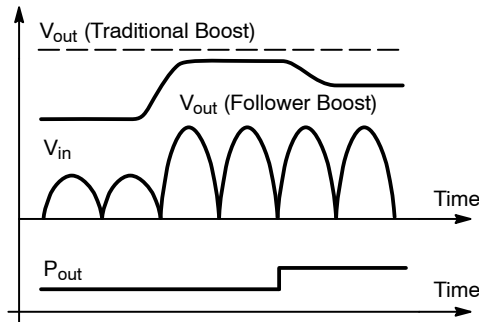 Vout (Traditional Boost)
Vout (Follower Boost)
Vin
Time
Pout
Time